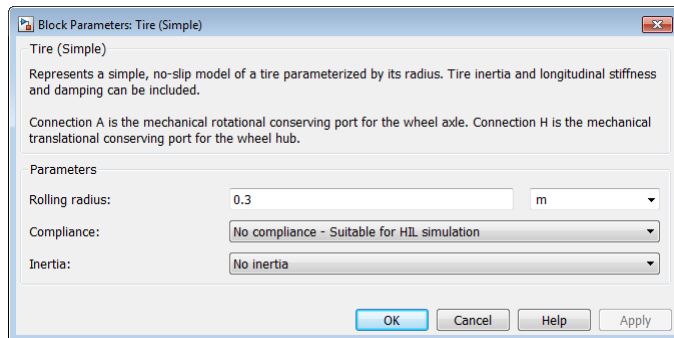 Block Parameters: Tire (Simple)
Tire (Simple)
Represents a simple, no-slip model of a tire parameterized by its radius. Tire inertia and longitudinal stiffness
and damping can be included.
Connection A is the mechanical rotational conserving port for the wheel axle. Connection H is the mechanical
translational conserving port for the wheel hub.
Parameters
Rolling radius: 0.3 m
Compliance: No compliance - Suitable for HIL simulation
Inertia: No inertia
OK Cancel Help Apply